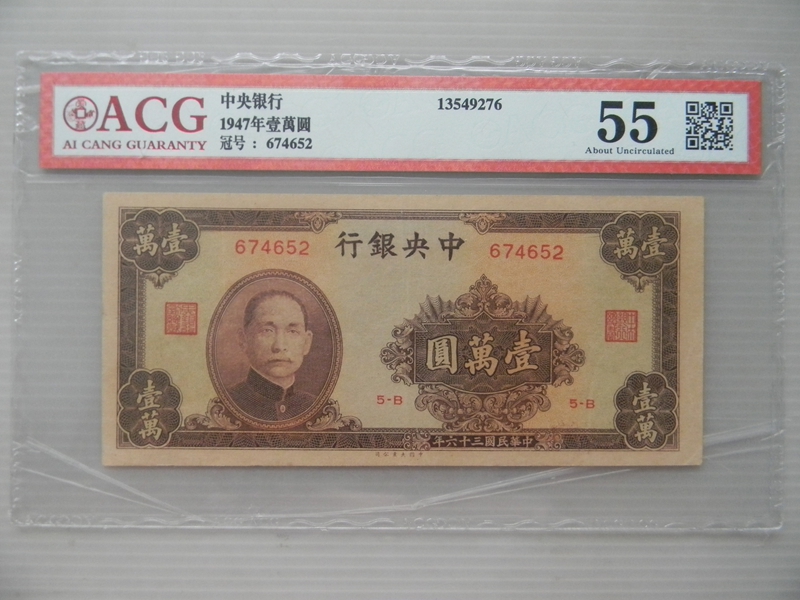 ACG
AI CANG GUARANTY
中央银行
1947年壹萬圓
冠号： 674652
13549276
55
About Uncirculated
壹萬
674652
行銀央中
674652
壹萬
圓萬壹
5-B
5-B
壹萬
年六十三國民華中
壹萬